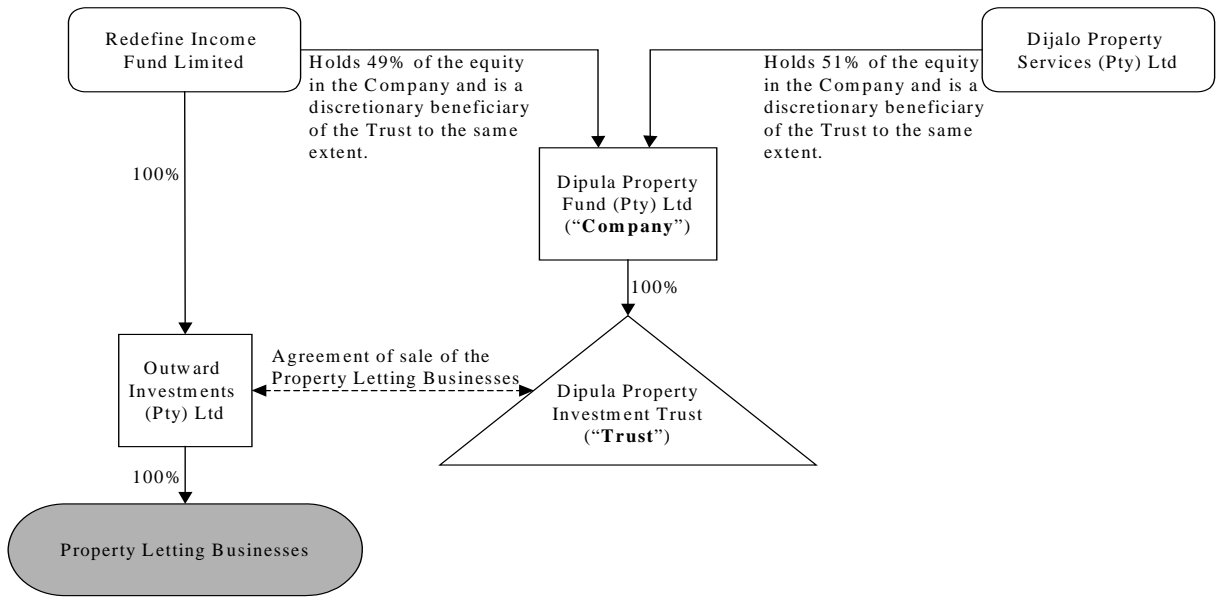 Redefine Income
Fund Limited
Holds 49% of the equity
in the Company and is a
discretionary beneficiary
of the Trust to the same
extent.
Holds 51% of the equity
in the Company and is a
discretionary beneficiary
of the Trust to the same
extent.
Dijalo Property
Services (Pty) Ltd
100%
Dipula Property
Fund (Pty) Ltd
(“Company”)
100%
Outward
Investments
(Pty) Ltd
Agreement of sale of the
Property Letting Businesses
Dipula Property
Investment Trust
(“Trust”)
100%
Property Letting Businesses